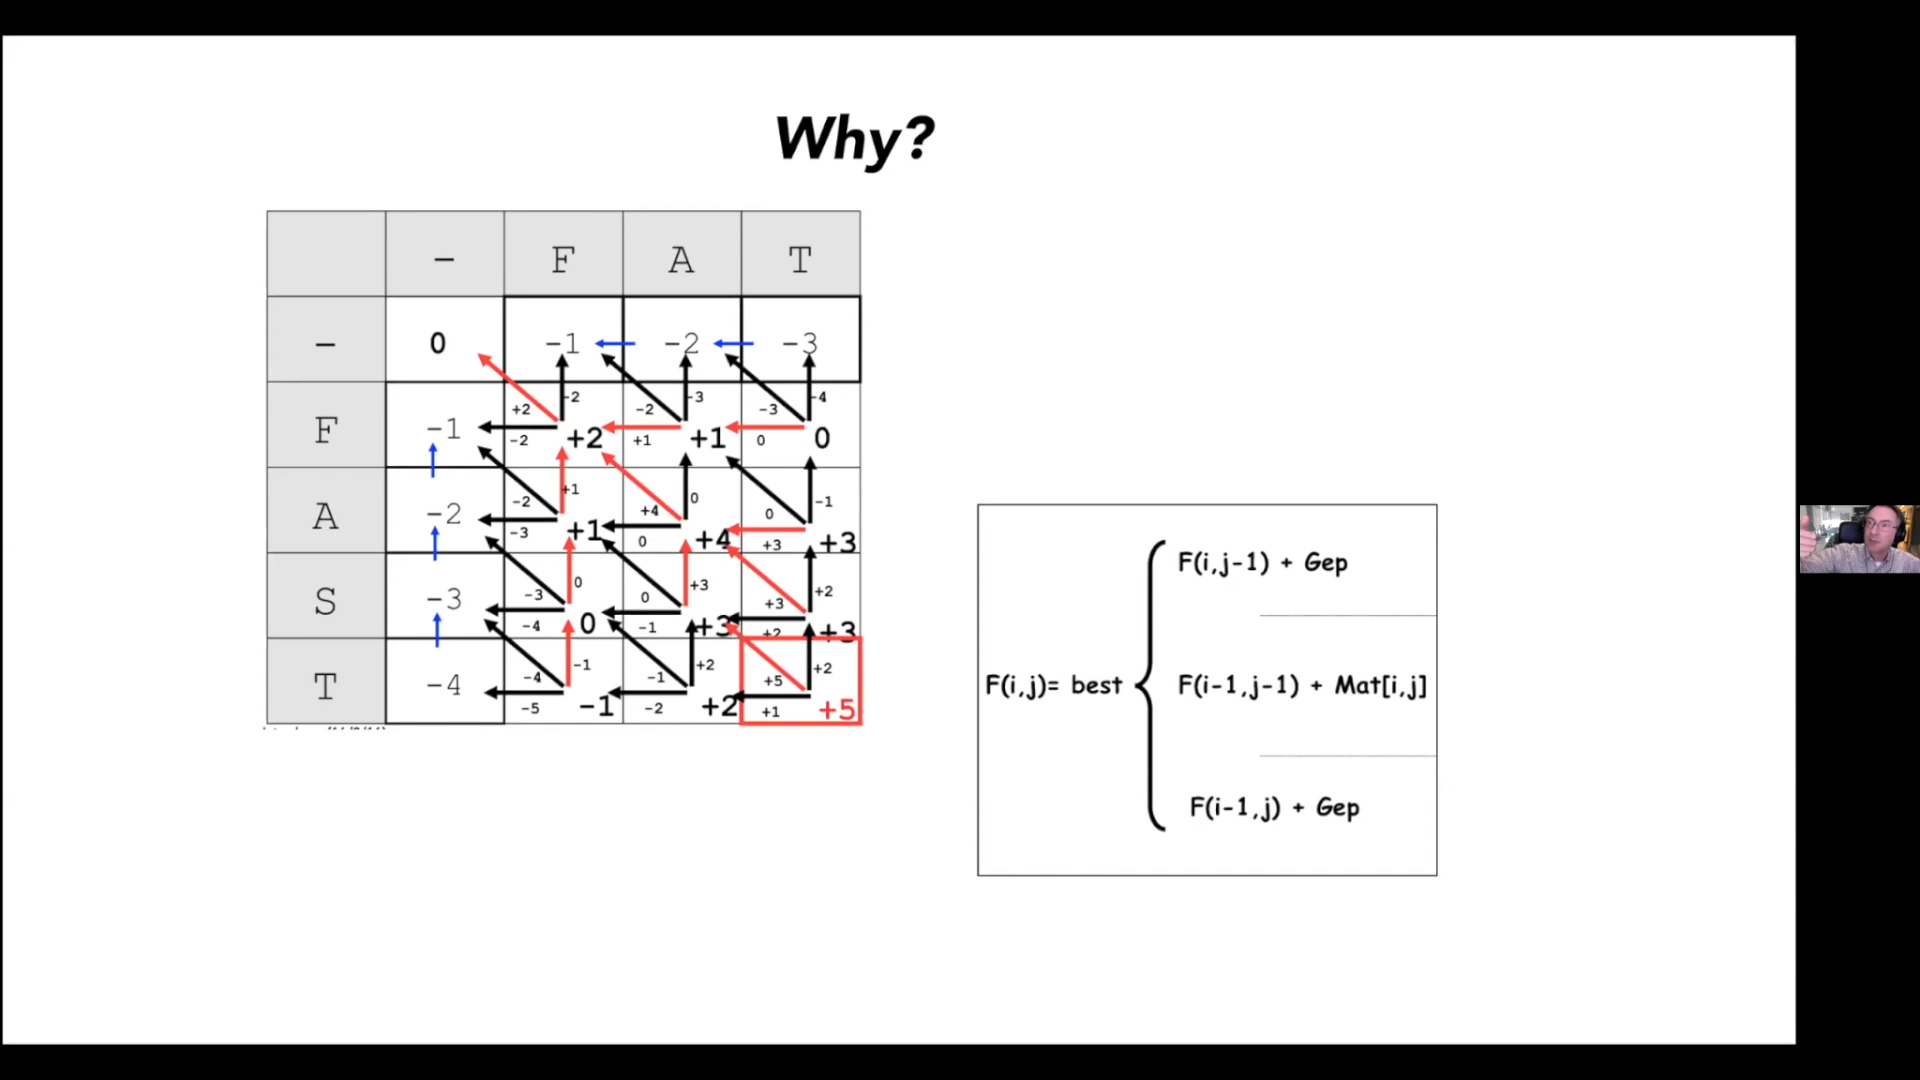 Why?
- F A T
- 0 -1 -2 -3
+2 -2 -2 -3 -3 -4
F -1 -2 +2 +1 +1 0 0
-2 +1 +4 0 0 -1
A -2 -3 +1 0 +4 +3 +3
-3 0 0 +3 +3 +2
S -3 -4 0 -1 +3 +2 +3
-4 -1 -1 +2 +5 +2
T -4 -5 -1 -2 +2 +1 +5
F(i,j-1) + Gep
F(i,j)= best F(i-1,j-1) + Mat[i,j]
F(i-1,j) + Gep